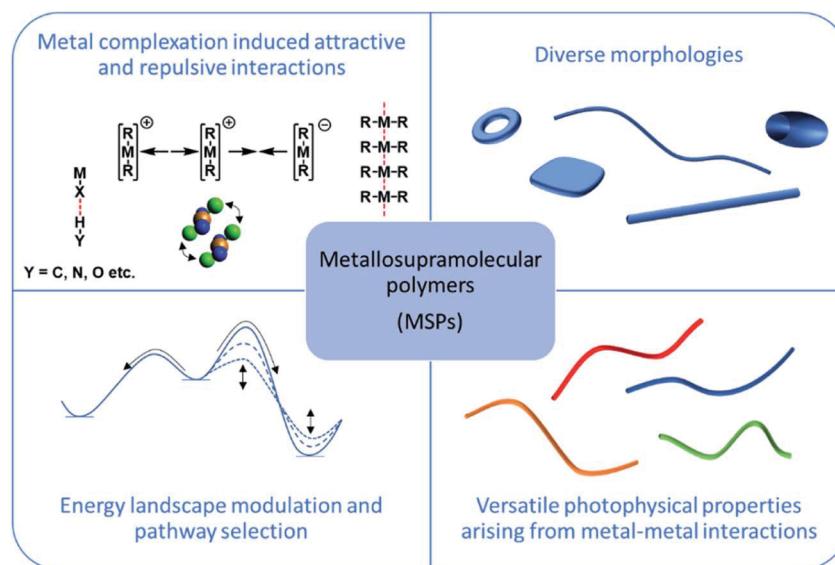 Metal complexation induced attractive
and repulsive interactions
R
M
R
+
R
M
R
+
R
M
R
−
R-M-R
R-M-R
R-M-R
R-M-R
M
X
H
Y
Y = C, N, O etc.
Diverse morphologies
Metallosupramolecular
polymers
(MSPs)
Energy landscape modulation and
pathway selection
Versatile photophysical properties
arising from metal-metal interactions